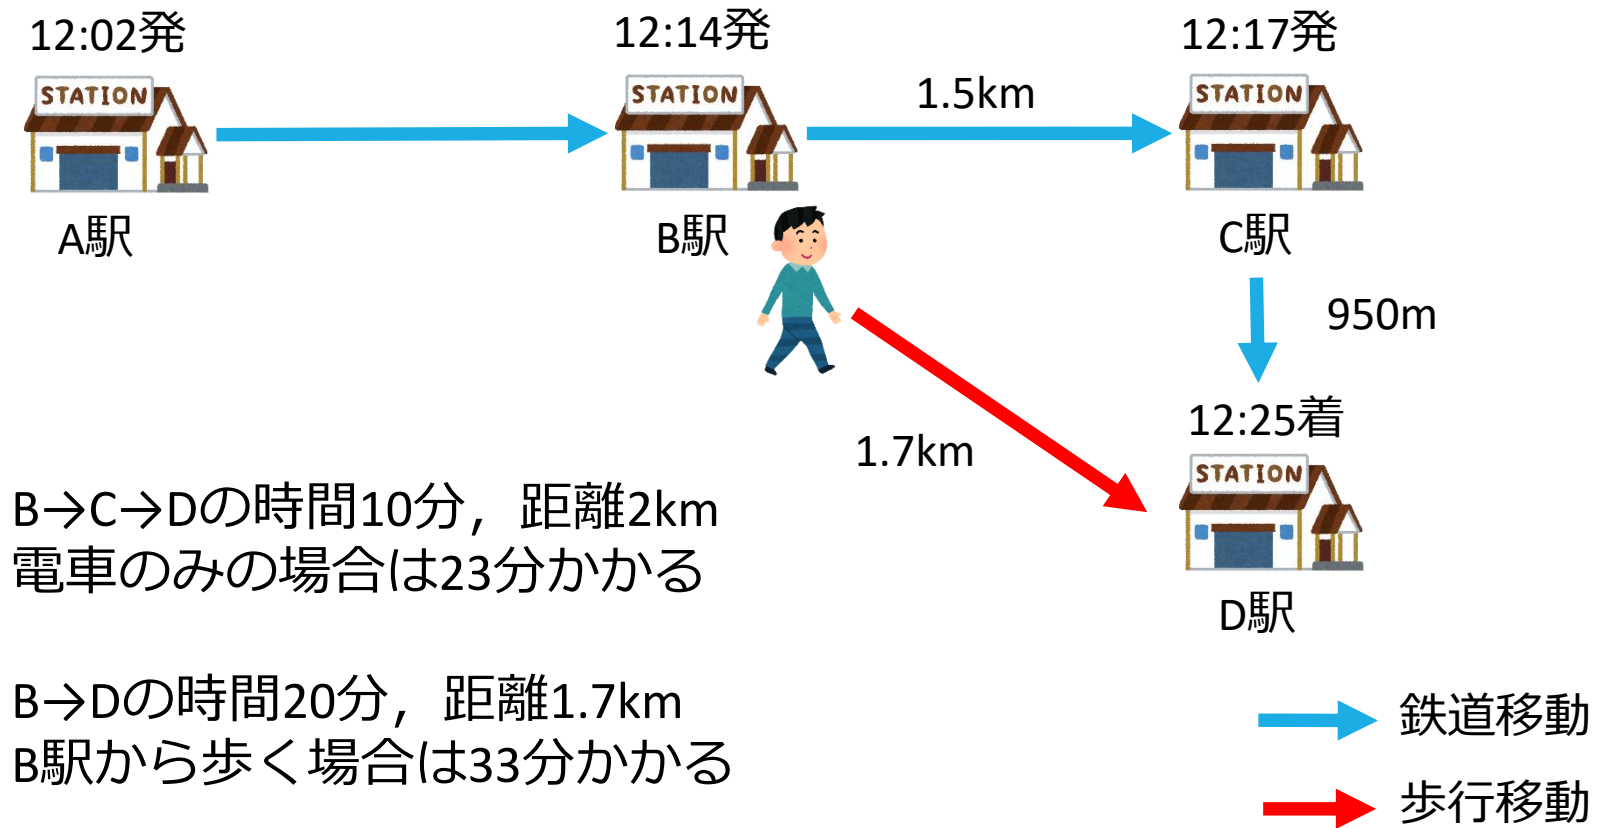 12:02発
12:14発
12:17発
STATION
STATION
1.5km
STATION
A駅
B駅
C駅
950m
12:25着
1.7km
STATION
D駅
B→C→Dの時間10分，距離2km
電車のみの場合は23分かかる
B→Dの時間20分，距離1.7km
B駅から歩く場合は33分かかる
鉄道移動
歩行移動